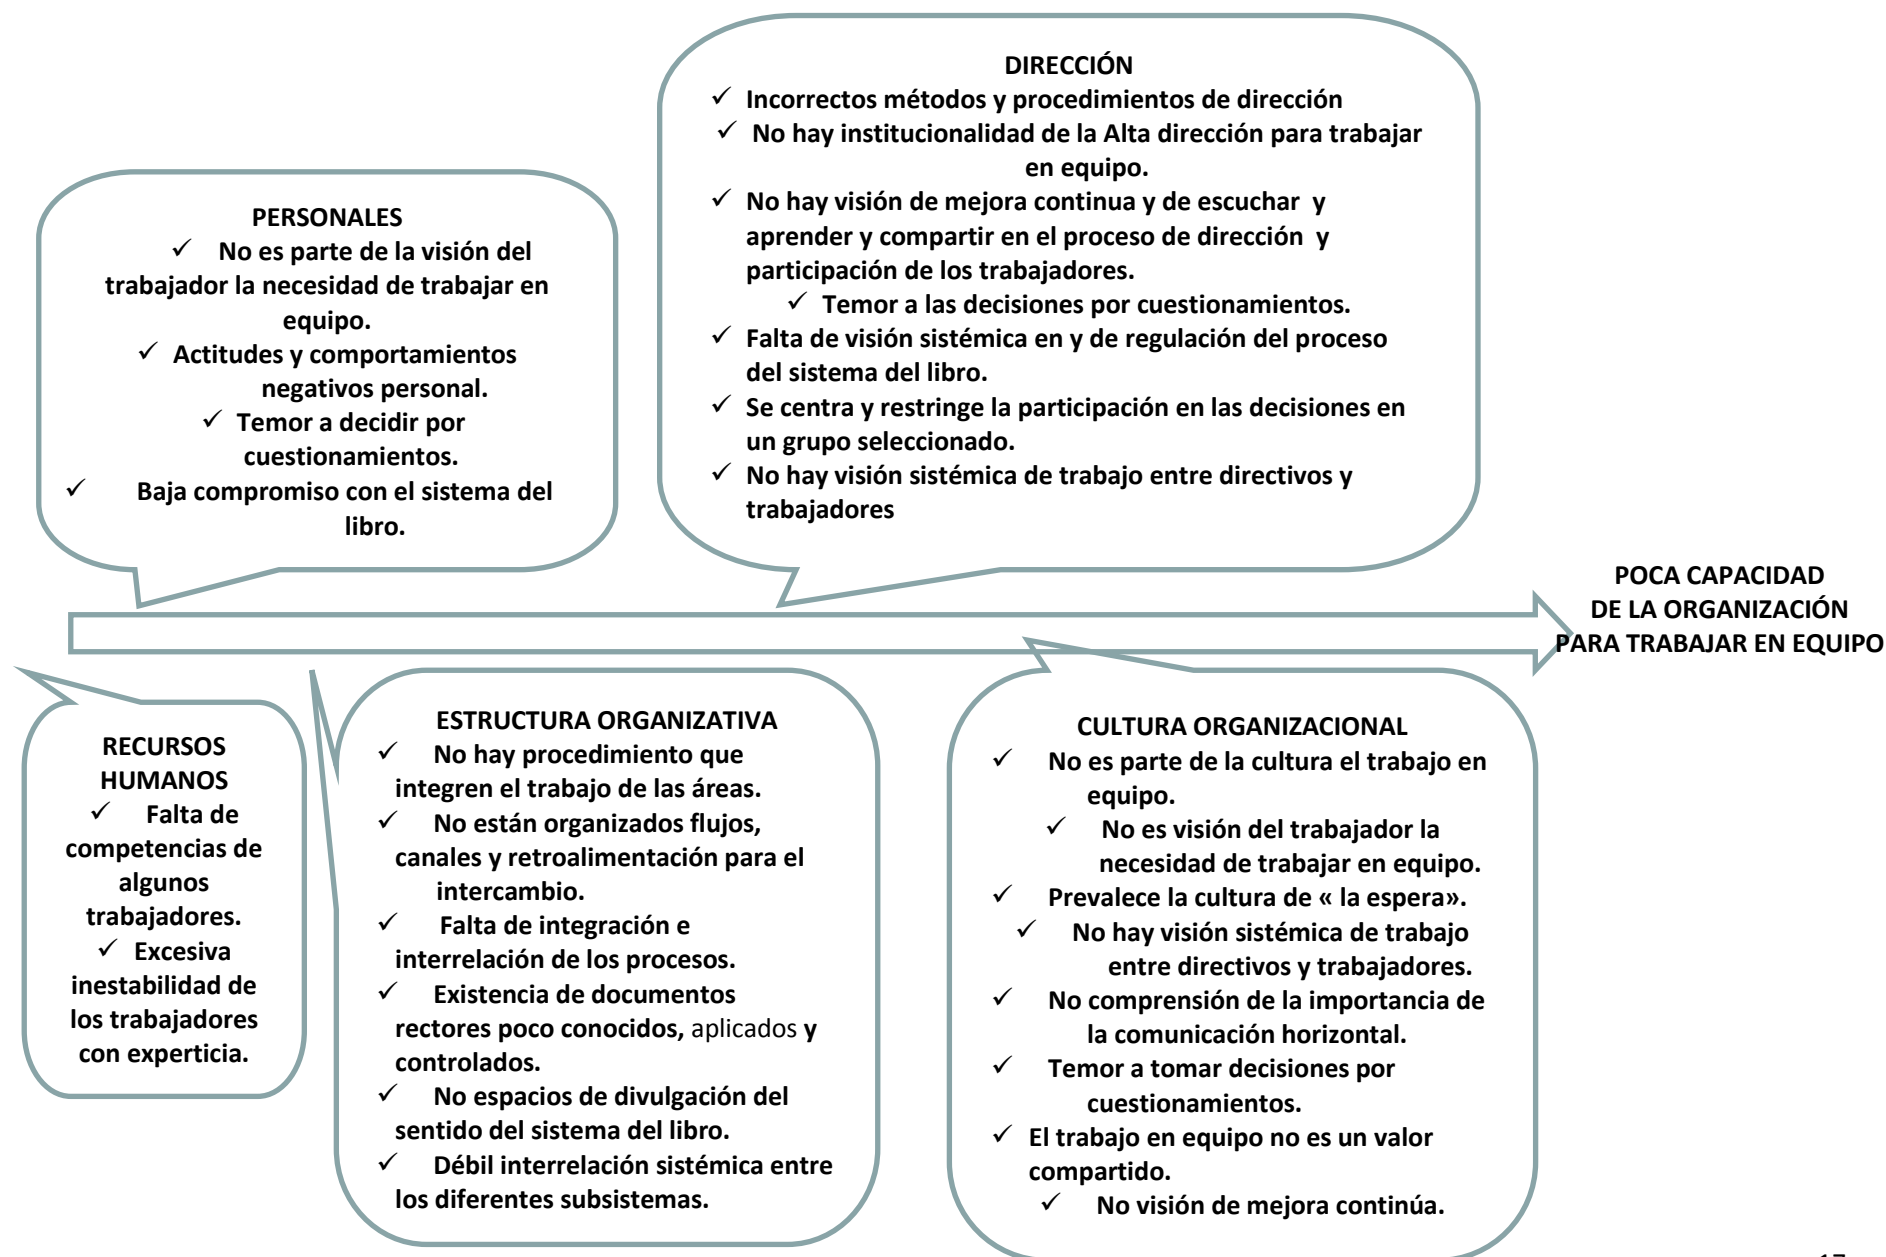 DIRECCIÓN
✓ Incorrectos métodos y procedimientos de dirección
✓ No hay institucionalidad de la Alta dirección para trabajar
en equipo.
✓ No hay visión de mejora continua y de escuchar y
aprender y compartir en el proceso de dirección y
participación de los trabajadores.
✓ Temor a las decisiones por cuestionamientos.
✓ Falta de visión sistémica en y de regulación del proceso
del sistema del libro.
✓ Se centra y restringe la participación en las decisiones en
un grupo seleccionado.
✓ No hay visión sistémica de trabajo entre directivos y
trabajadores
PERSONALES
✓ No es parte de la visión del
trabajador la necesidad de trabajar en
equipo.
✓ Actitudes y comportamientos
negativos personal.
✓ Temor a decidir por
cuestionamientos.
✓ Baja compromiso con el sistema del
libro.
POCA CAPACIDAD
DE LA ORGANIZACIÓN
PARA TRABAJAR EN EQUIPO
RECURSOS
HUMANOS
✓ Falta de
competencias de
algunos
trabajadores.
✓ Excesiva
inestabilidad de
los trabajadores
con experticia.
ESTRUCTURA ORGANIZATIVA
✓ No hay procedimiento que
integren el trabajo de las áreas.
✓ No están organizados flujos,
canales y retroalimentación para el
intercambio.
✓ Falta de integración e
interrelación de los procesos.
✓ Existencia de documentos
rectores poco conocidos, aplicados y
controlados.
✓ No espacios de divulgación del
sentido del sistema del libro.
✓ Débil interrelación sistémica entre
los diferentes subsistemas.
CULTURA ORGANIZACIONAL
✓ No es parte de la cultura el trabajo en
equipo.
✓ No es visión del trabajador la
necesidad de trabajar en equipo.
✓ Prevalece la cultura de « la espera».
✓ No hay visión sistémica de trabajo
entre directivos y trabajadores.
✓ No comprensión de la importancia de
la comunicación horizontal.
✓ Temor a tomar decisiones por
cuestionamientos.
✓ El trabajo en equipo no es un valor
compartido.
✓ No visión de mejora continúa.